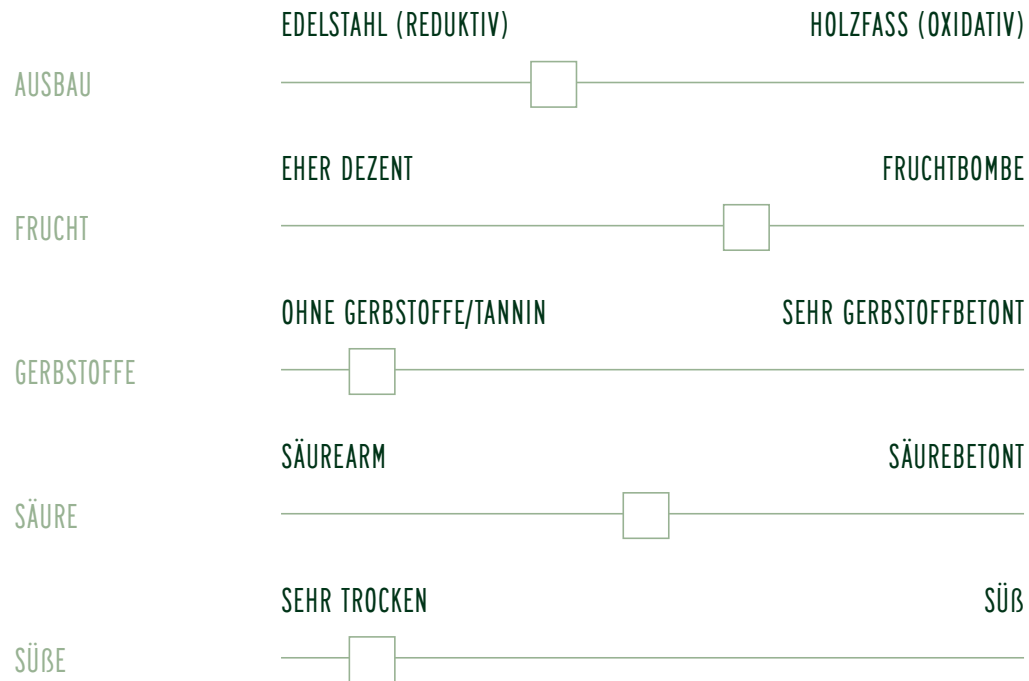 EDELSTAHL (REDUKTIV) HOLZFASS (OXIDATIV)
AUSBAU
EHER DEZENT FRUCHTBOMBE
FRUCHT
OHNE GERBSTOFFE/TANNIN SEHR GERBSTOFFBETONT
GERBSTOFFE
SÄUREARM SÄUREBETONT
SÄURE
SEHR TROCKEN SÜß
SÜßE